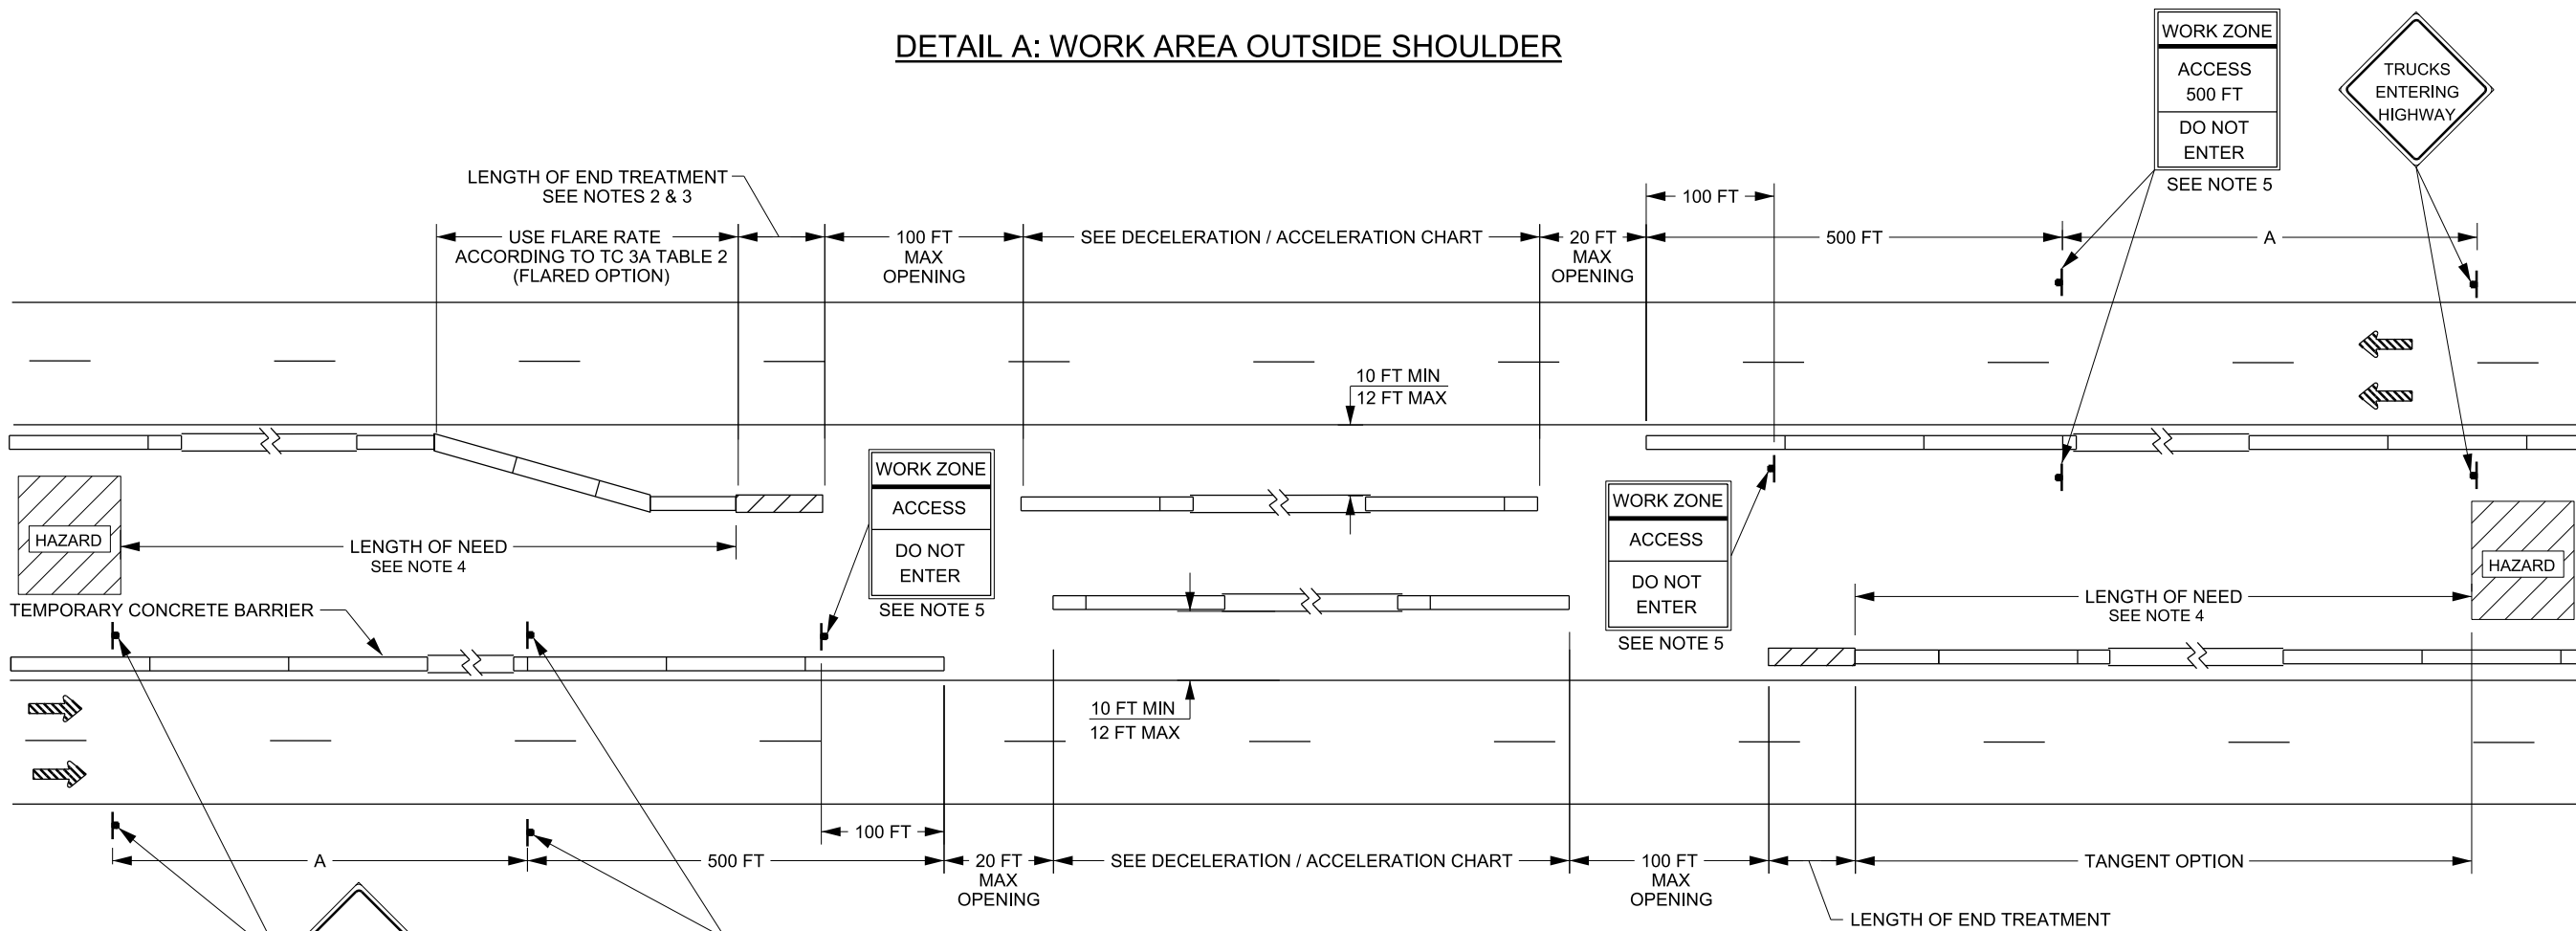 DETAIL A: WORK AREA OUTSIDE SHOULDER
WORK ZONE
ACCESS
500 FT
DO NOT
ENTER
SEE NOTE 5
TRUCKS
ENTERING
HIGHWAY
LENGTH OF END TREATMENT
SEE NOTES 2 & 3
100 FT
USE FLARE RATE
ACCORDING TO TC 3A TABLE 2
(FLARED OPTION)
100 FT
MAX
OPENING
SEE DECELERATION / ACCELERATION CHART
20 FT
MAX
OPENING
500 FT
A
10 FT MIN
12 FT MAX
WORK ZONE
ACCESS
DO NOT
ENTER
SEE NOTE 5
WORK ZONE
ACCESS
DO NOT
ENTER
SEE NOTE 5
HAZARD
LENGTH OF NEED
SEE NOTE 4
HAZARD
LENGTH OF NEED
SEE NOTE 4
TEMPORARY CONCRETE BARRIER
10 FT MIN
12 FT MAX
100 FT
A
500 FT
20 FT
MAX
OPENING
SEE DECELERATION / ACCELERATION CHART
100 FT
MAX
OPENING
TANGENT OPTION
LENGTH OF END TREATMENT